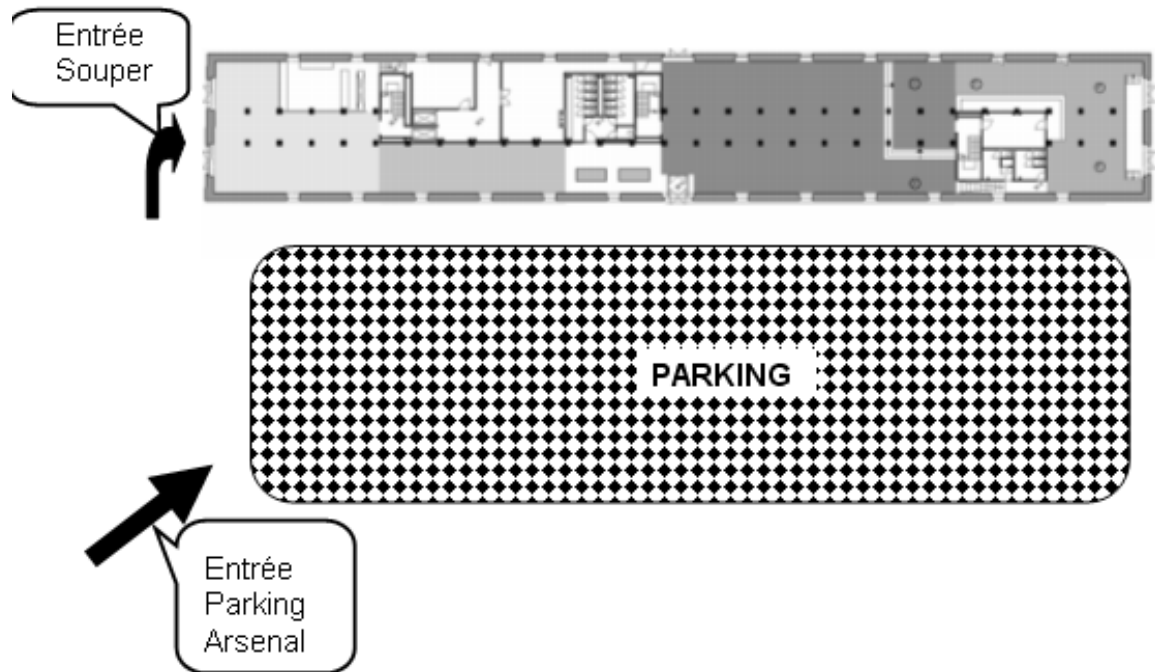 Entrée
Souper
PARKING
Entrée
Parking
Arsenal